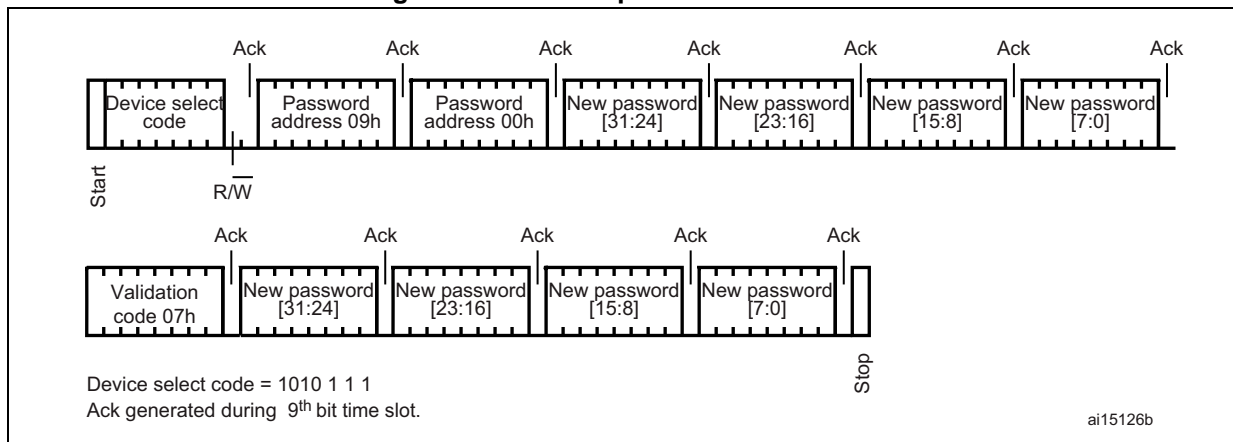 Ack Ack Ack Ack Ack Ack Ack
Device select Password Password New password New password New password New password
code address 09h address 00h [31:24] [23:16] [15:8] [7:0]
Start
R/W
Ack Ack Ack Ack Ack
Validation New password New password New password New password
code 07h [31:24] [23:16] [15:8] [7:0]
Stop
Device select code = 1010 1 1 1
Ack generated during 9th bit time slot.
ai15126b